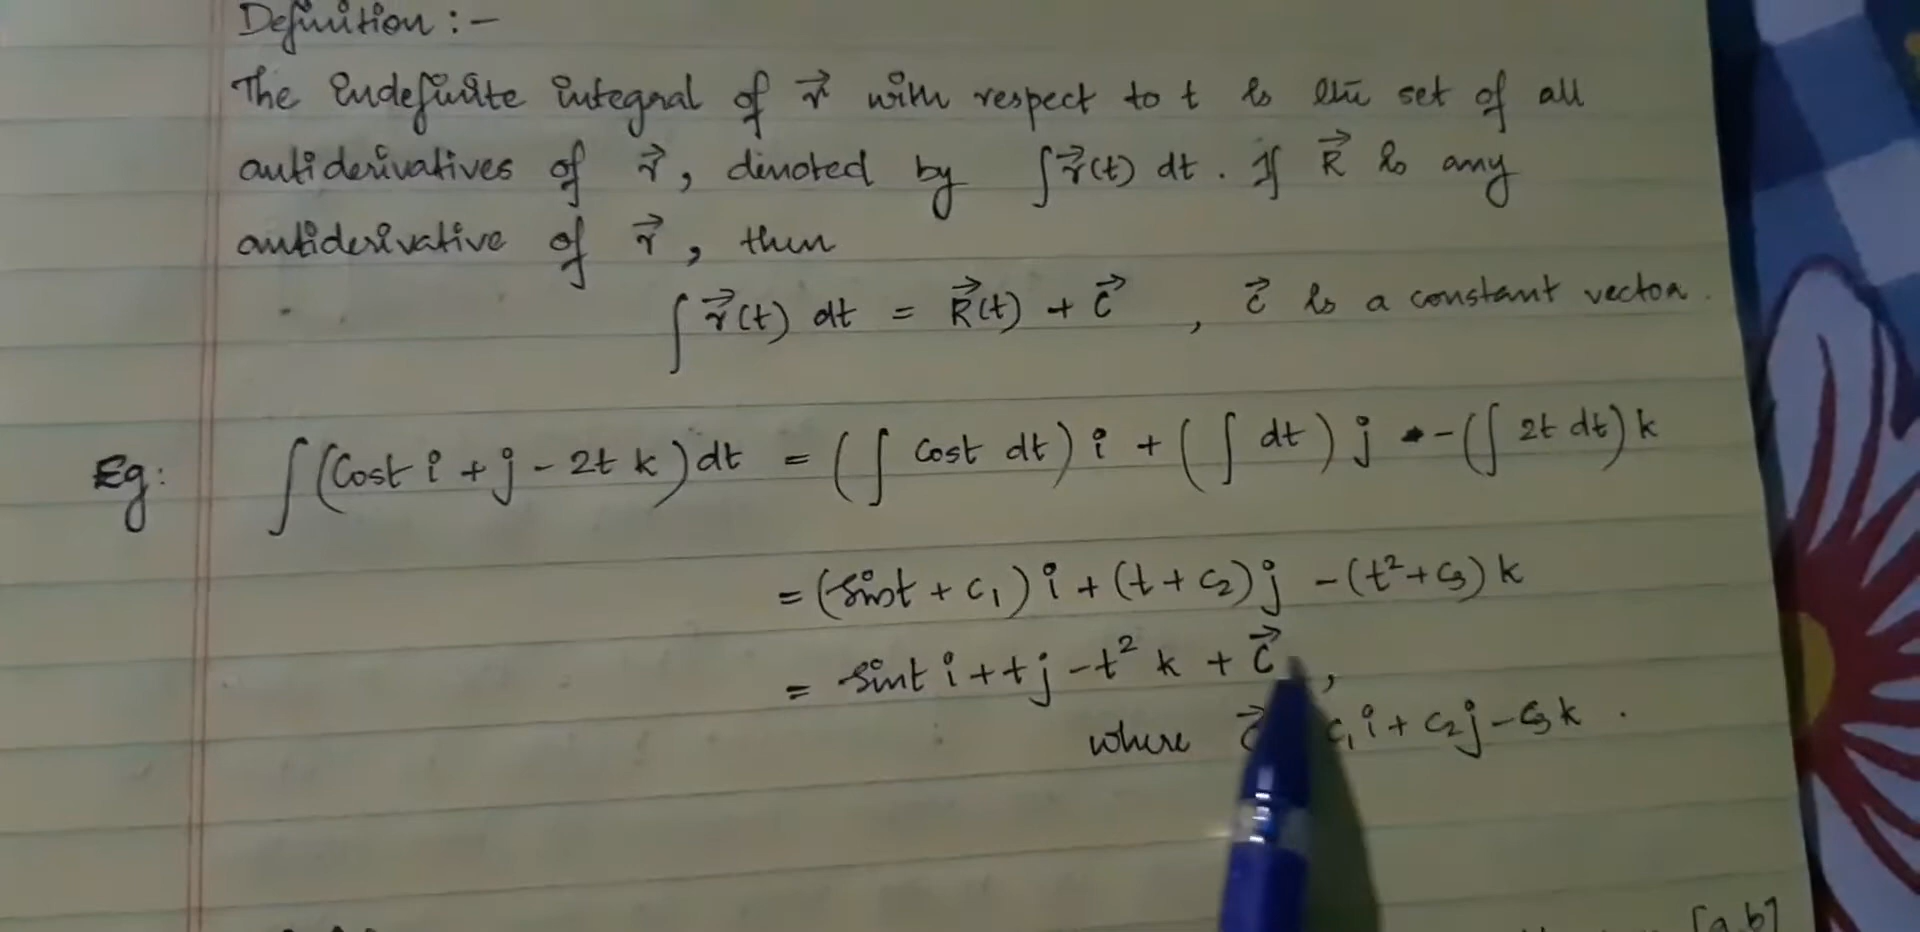 Definition :-
The indefinite integral of r⃗ with respect to t is the set of all
antiderivatives of r⃗, denoted by ∫r⃗(t) dt. If R⃗ is any
antiderivative of r⃗, then
∫r⃗(t) dt = R⃗(t) + C⃗ , C⃗ is a constant vector.
Eg: ∫(Cost i + j - 2t k)dt = (∫ Cost dt) i + (∫ dt) j -(∫ 2t dt) k
= (Sint + C₁) i + (t + C₂) j - (t² + C₃) k
= Sint i + t j - t² k + C⃗ ,
where C⃗ C₁ i + C₂ j - C₃ k .
[a,b]